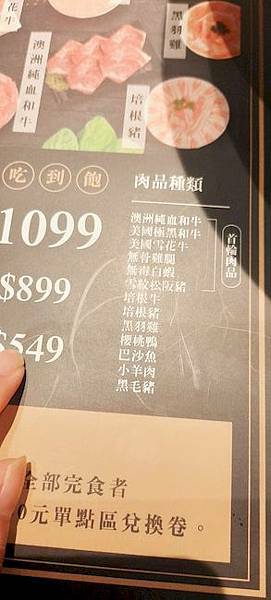 花牛
澳洲純血和牛
黑羽雞
培根豬
吃到飽
肉品種類
1099
$899
$549
澳洲純血和牛
美國極黑和牛
美國雪花牛
無骨雞腿
無毒白蝦
雪紋松阪豬
培根牛
培根豬
黑羽雞
櫻桃鴨
巴沙魚
小羊肉
黑毛豬
首輪肉品
全部完食者
0元單點區兌換卷。